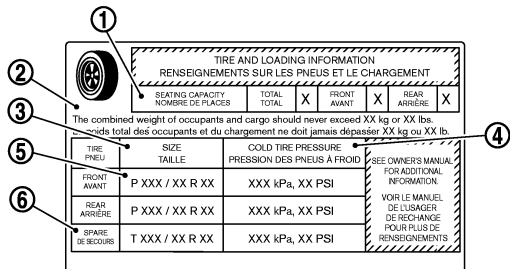 ①
TIRE AND LOADING INFORMATION
RENSEIGNEMENTS SUR LES PNEUS ET LE CHARGEMENT
②
SEATING CAPACITY TOTAL X FRONT X REAR X
NOMBRE DE PLACES TOTAL AVANT ARRIÈRE
The combined weight of occupants and cargo should never exceed XX kg or XX lbs.
Le poids total des occupants et du chargement ne doit jamais dépasser XX kg ou XX lb.
③
④
TIRE SIZE COLD TIRE PRESSURE
PNEU TAILLE PRESSION DES PNEUS À FROID
⑤
FRONT
AVANT
P XXX / XX R XX XXX kPa, XX PSI
REAR
ARRIÈRE
P XXX / XX R XX XXX kPa, XX PSI
⑥
SPARE
DE SECOURS
T XXX / XX R XX XXX kPa, XX PSI
SEE OWNER'S MANUAL
FOR ADDITIONAL
INFORMATION.
VOIR LE MANUEL
DE L'USAGER
DE RECHANGE
POUR PLUS DE
RENSEIGNEMENTS